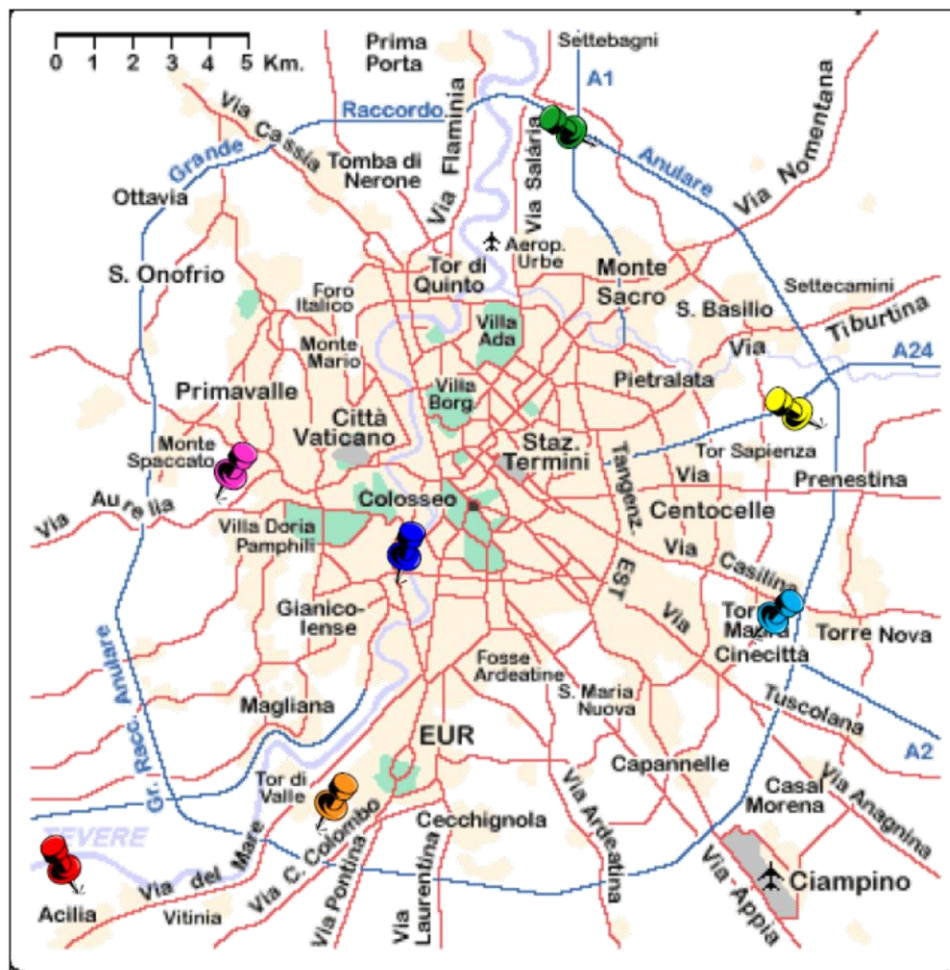 Settebagni
Prima
Porta
0 1 2 3 4 5 Km.
A1
Via Cassia
Raccordo
Via Flaminia
Via Salária
Anulare
Via Nomentana
Grande
Tomba di
Nerone
Ottavia
Aerop.
Urbe
S. Onofrio
Tor di
Quinto
Monte
Sacro
Settecamini
Foro
Italico
S. Basilio
Villa
Ada
Via Tiburtina
Monte
Mario
A24
Primavalle
Pietralata
Villa
Borg.
Città
Vaticano
Monte
Spaccato
Staz.
Termini
Tor Sapienza
Tangenz-
EST
Via Prenestina
Via Aurelia
Colosseo
Centocelle
Villa Doria
Pamphili
Via Casilina
Gianico-
lense
Torre
Maura
Torre Nova
Via Tuscolana
Cinecittà
Fosse
Ardeatine
S. Maria
Nuova
Gr. Racc. Anulare
Magliana
EUR
A2
Capannelle
Tor di
Valle
Casal
Morena
Via Anagnina
Cecchignola
TEVERE
Via del Mare
Via C. Colombo
Via Pontina
Via
Laurentina
Via Ardeatina
Via Appia
Ciampino
Acilia
Vitinia